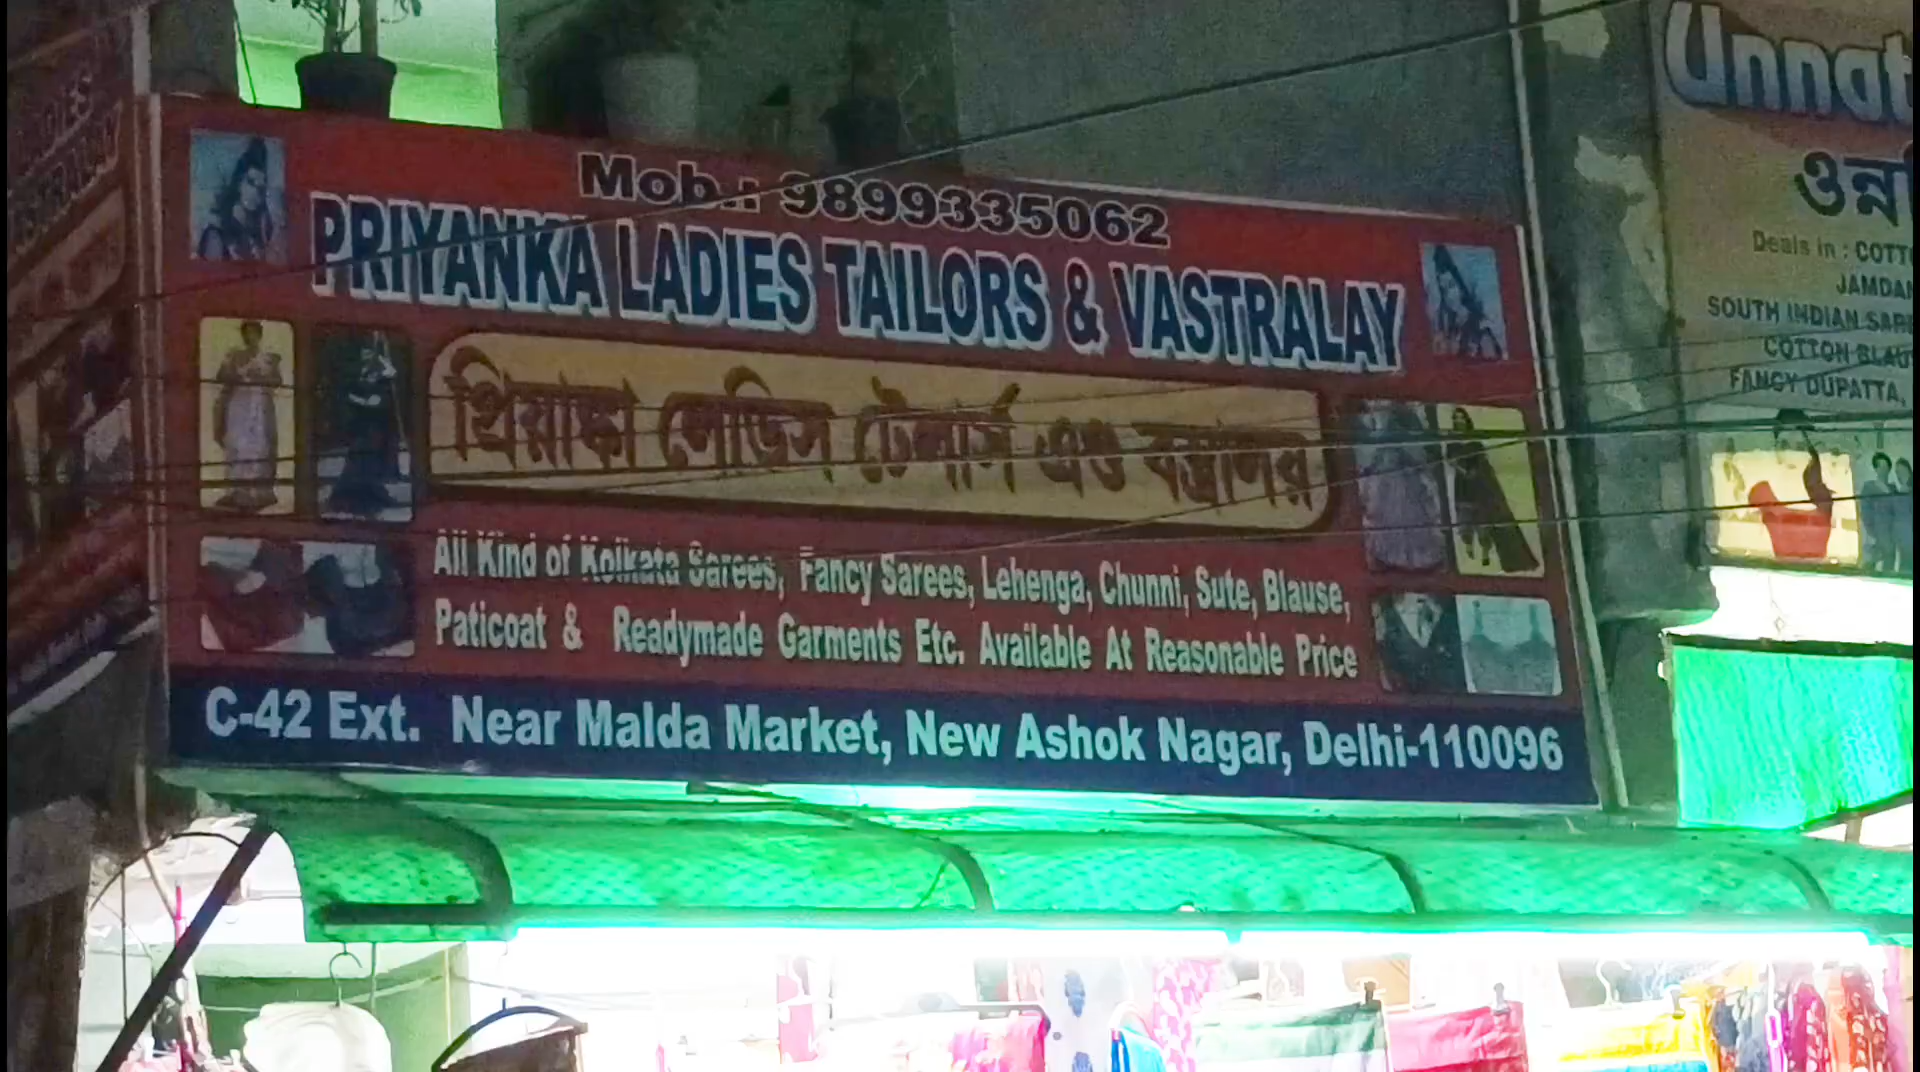 Mob.: 9899335062
PRIYANKA LADIES TAILORS & VASTRALAY
প্রিয়াঙ্কা লেডিস টেলার্স এণ্ড বস্ত্রালয়
All Kind of Kolkata Sarees, Fancy Sarees, Lehenga, Chunni, Sute, Blause,
Paticoat & Readymade Garments Etc. Available At Reasonable Price
C-42 Ext. Near Malda Market, New Ashok Nagar, Delhi-110096
Unnat
Deals in : COTT
JAMDAN
SOUTH INDIAN SAR
COTTON BLAU
FANCY DUPATTA,
LADIES